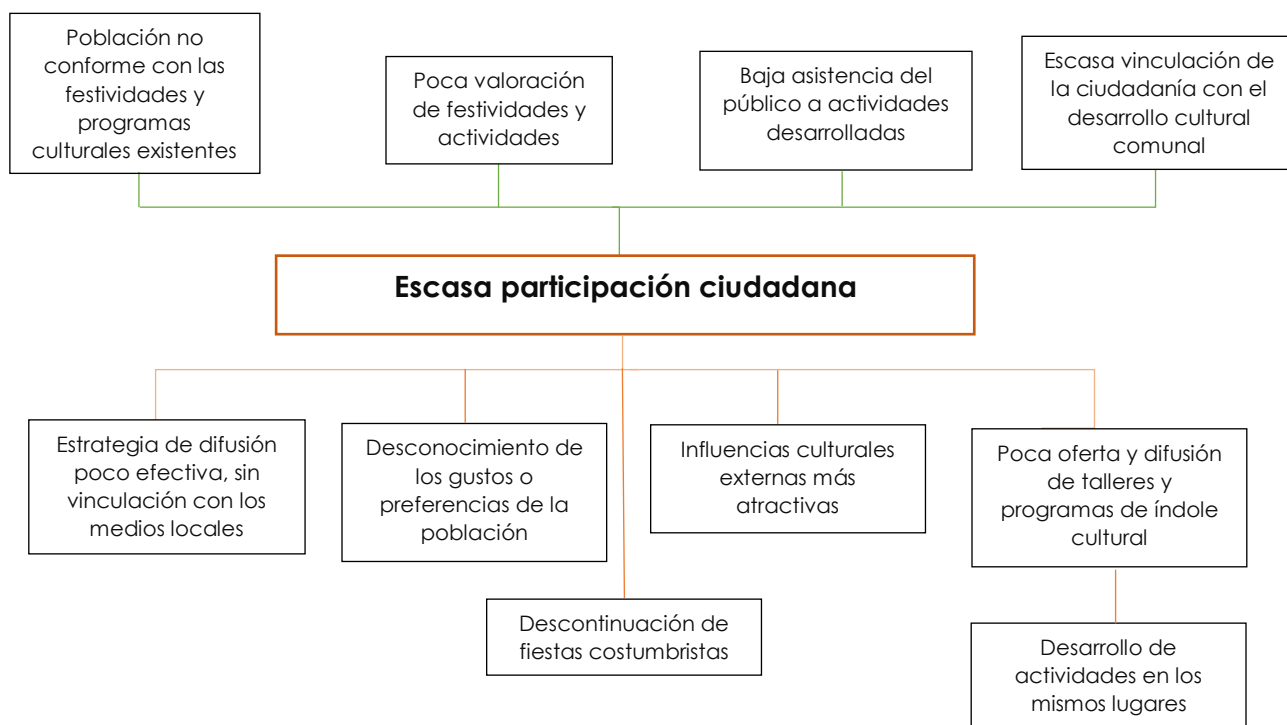 Población no
conforme con las
festividades y
programas
culturales existentes
Poca valoración
de festividades y
actividades
Baja asistencia del
público a actividades
desarrolladas
Escasa vinculación de
la ciudadanía con el
desarrollo cultural
comunal
Escasa participación ciudadana
Estrategia de difusión
poco efectiva, sin
vinculación con los
medios locales
Desconocimiento de
los gustos o
preferencias de la
población
Influencias culturales
externas más
atractivas
Poca oferta y difusión
de talleres y
programas de índole
cultural
Descontinuación de
fiestas costumbristas
Desarrollo de
actividades en los
mismos lugares